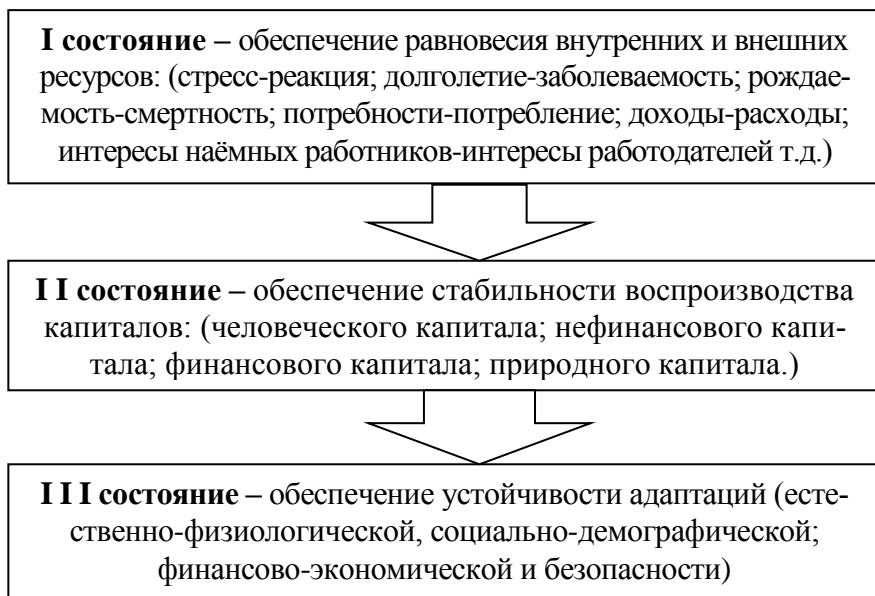 I состояние – обеспечение равновесия внутренних и внешних
ресурсов: (стресс-реакция; долголетие-заболеваемость; рождае-
мость-смертность; потребности-потребление; доходы-расходы;
интересы наёмных работников-интересы работодателей т.д.)
I I состояние – обеспечение стабильности воспроизводства
капиталов: (человеческого капитала; нефинансового капи-
тала; финансового капитала; природного капитала.)
I I I состояние – обеспечение устойчивости адаптаций (есте-
ственно-физиологической, социально-демографической;
финансово-экономической и безопасности)